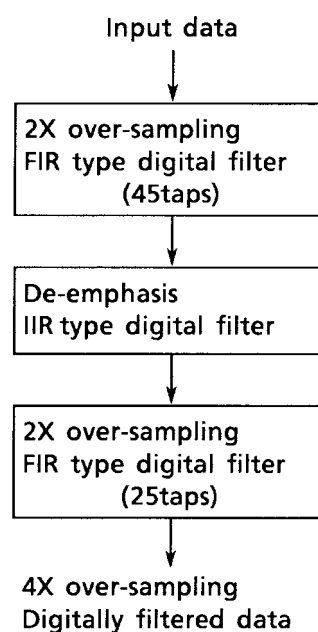 Input data
2X over-sampling
FIR type digital filter
(45taps)
De-emphasis
IIR type digital filter
2X over-sampling
FIR type digital filter
(25taps)
4X over-sampling
Digitally filtered data